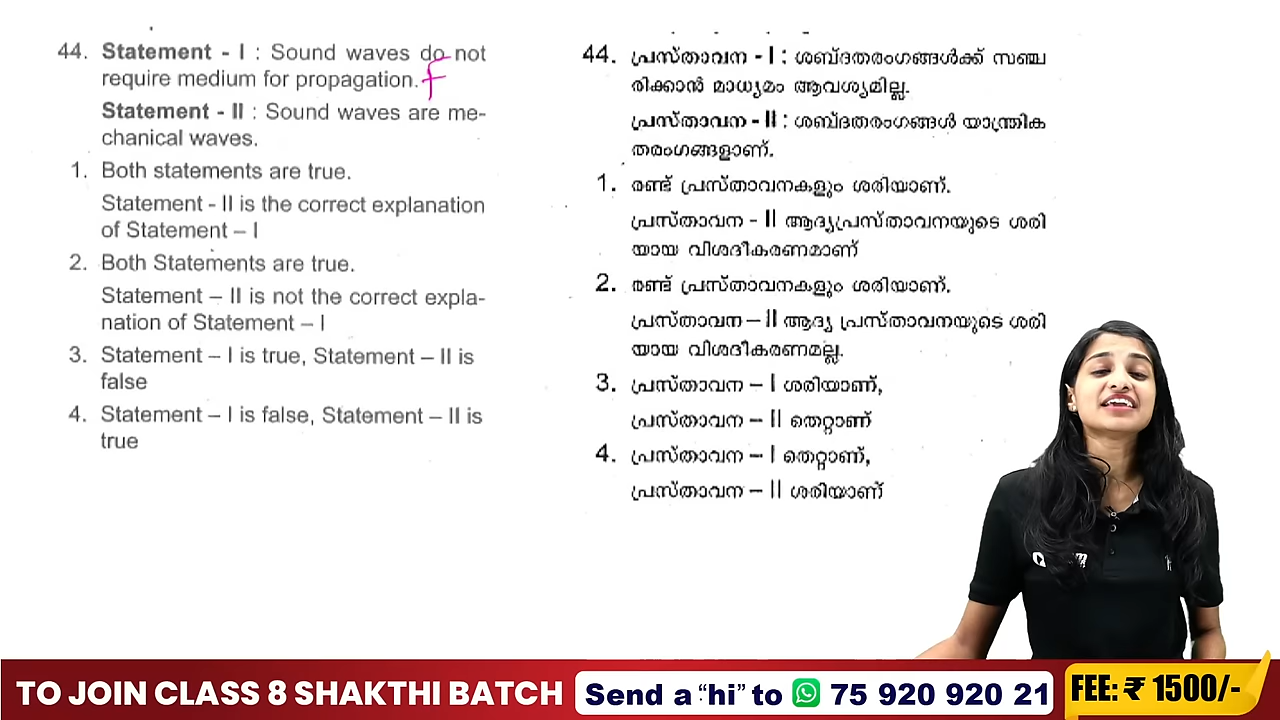 44. Statement - I : Sound waves do not
require medium for propagation. f
Statement - II : Sound waves are me-
chanical waves.
1. Both statements are true.
Statement - II is the correct explanation
of Statement – I
2. Both Statements are true.
Statement – II is not the correct expla-
nation of Statement – I
3. Statement – I is true, Statement – II is
false
4. Statement – I is false, Statement – II is
true
44. പ്രസ്താവന - I : ശബ്ദതരംഗങ്ങൾക്ക് സഞ്ച
രിക്കാൻ മാധ്യമം ആവശ്യമില്ല.
പ്രസ്താവന - II : ശബ്ദതരംഗങ്ങൾ യാന്ത്രിക
തരംഗങ്ങളാണ്.
1. രണ്ട് പ്രസ്താവനകളും ശരിയാണ്.
പ്രസ്താവന - II ആദ്യപ്രസ്താവനയുടെ ശരി
യായ വിശദീകരണമാണ്
2. രണ്ട് പ്രസ്താവനകളും ശരിയാണ്.
പ്രസ്താവന – II ആദ്യ പ്രസ്താവനയുടെ ശരി
യായ വിശദീകരണമല്ല.
3. പ്രസ്താവന – I ശരിയാണ്,
പ്രസ്താവന – II തെറ്റാണ്
4. പ്രസ്താവന – I തെറ്റാണ്,
പ്രസ്താവന – II ശരിയാണ്
TO JOIN CLASS 8 SHAKTHI BATCH Send a “hi” to 75 920 920 21 FEE: ₹ 1500/-